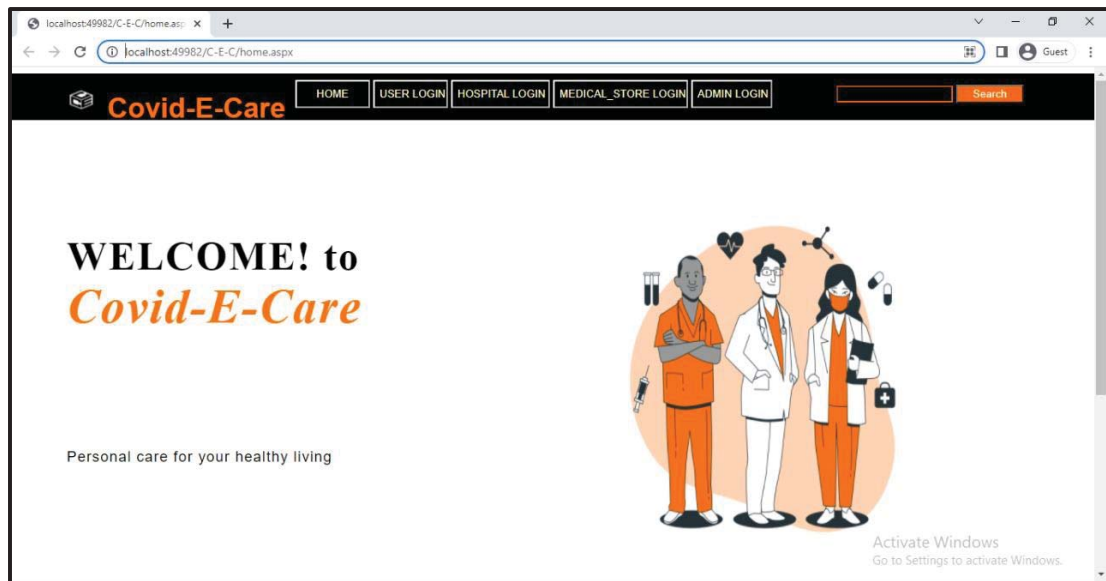 localhost:49982/C-E-C/home.asp
localhost:49982/C-E-C/home.aspx
Guest
Covid-E-Care
HOME
USER LOGIN
HOSPITAL LOGIN
MEDICAL_STORE LOGIN
ADMIN LOGIN
Search
WELCOME! to
Covid-E-Care
Personal care for your healthy living
Activate Windows
Go to Settings to activate Windows.